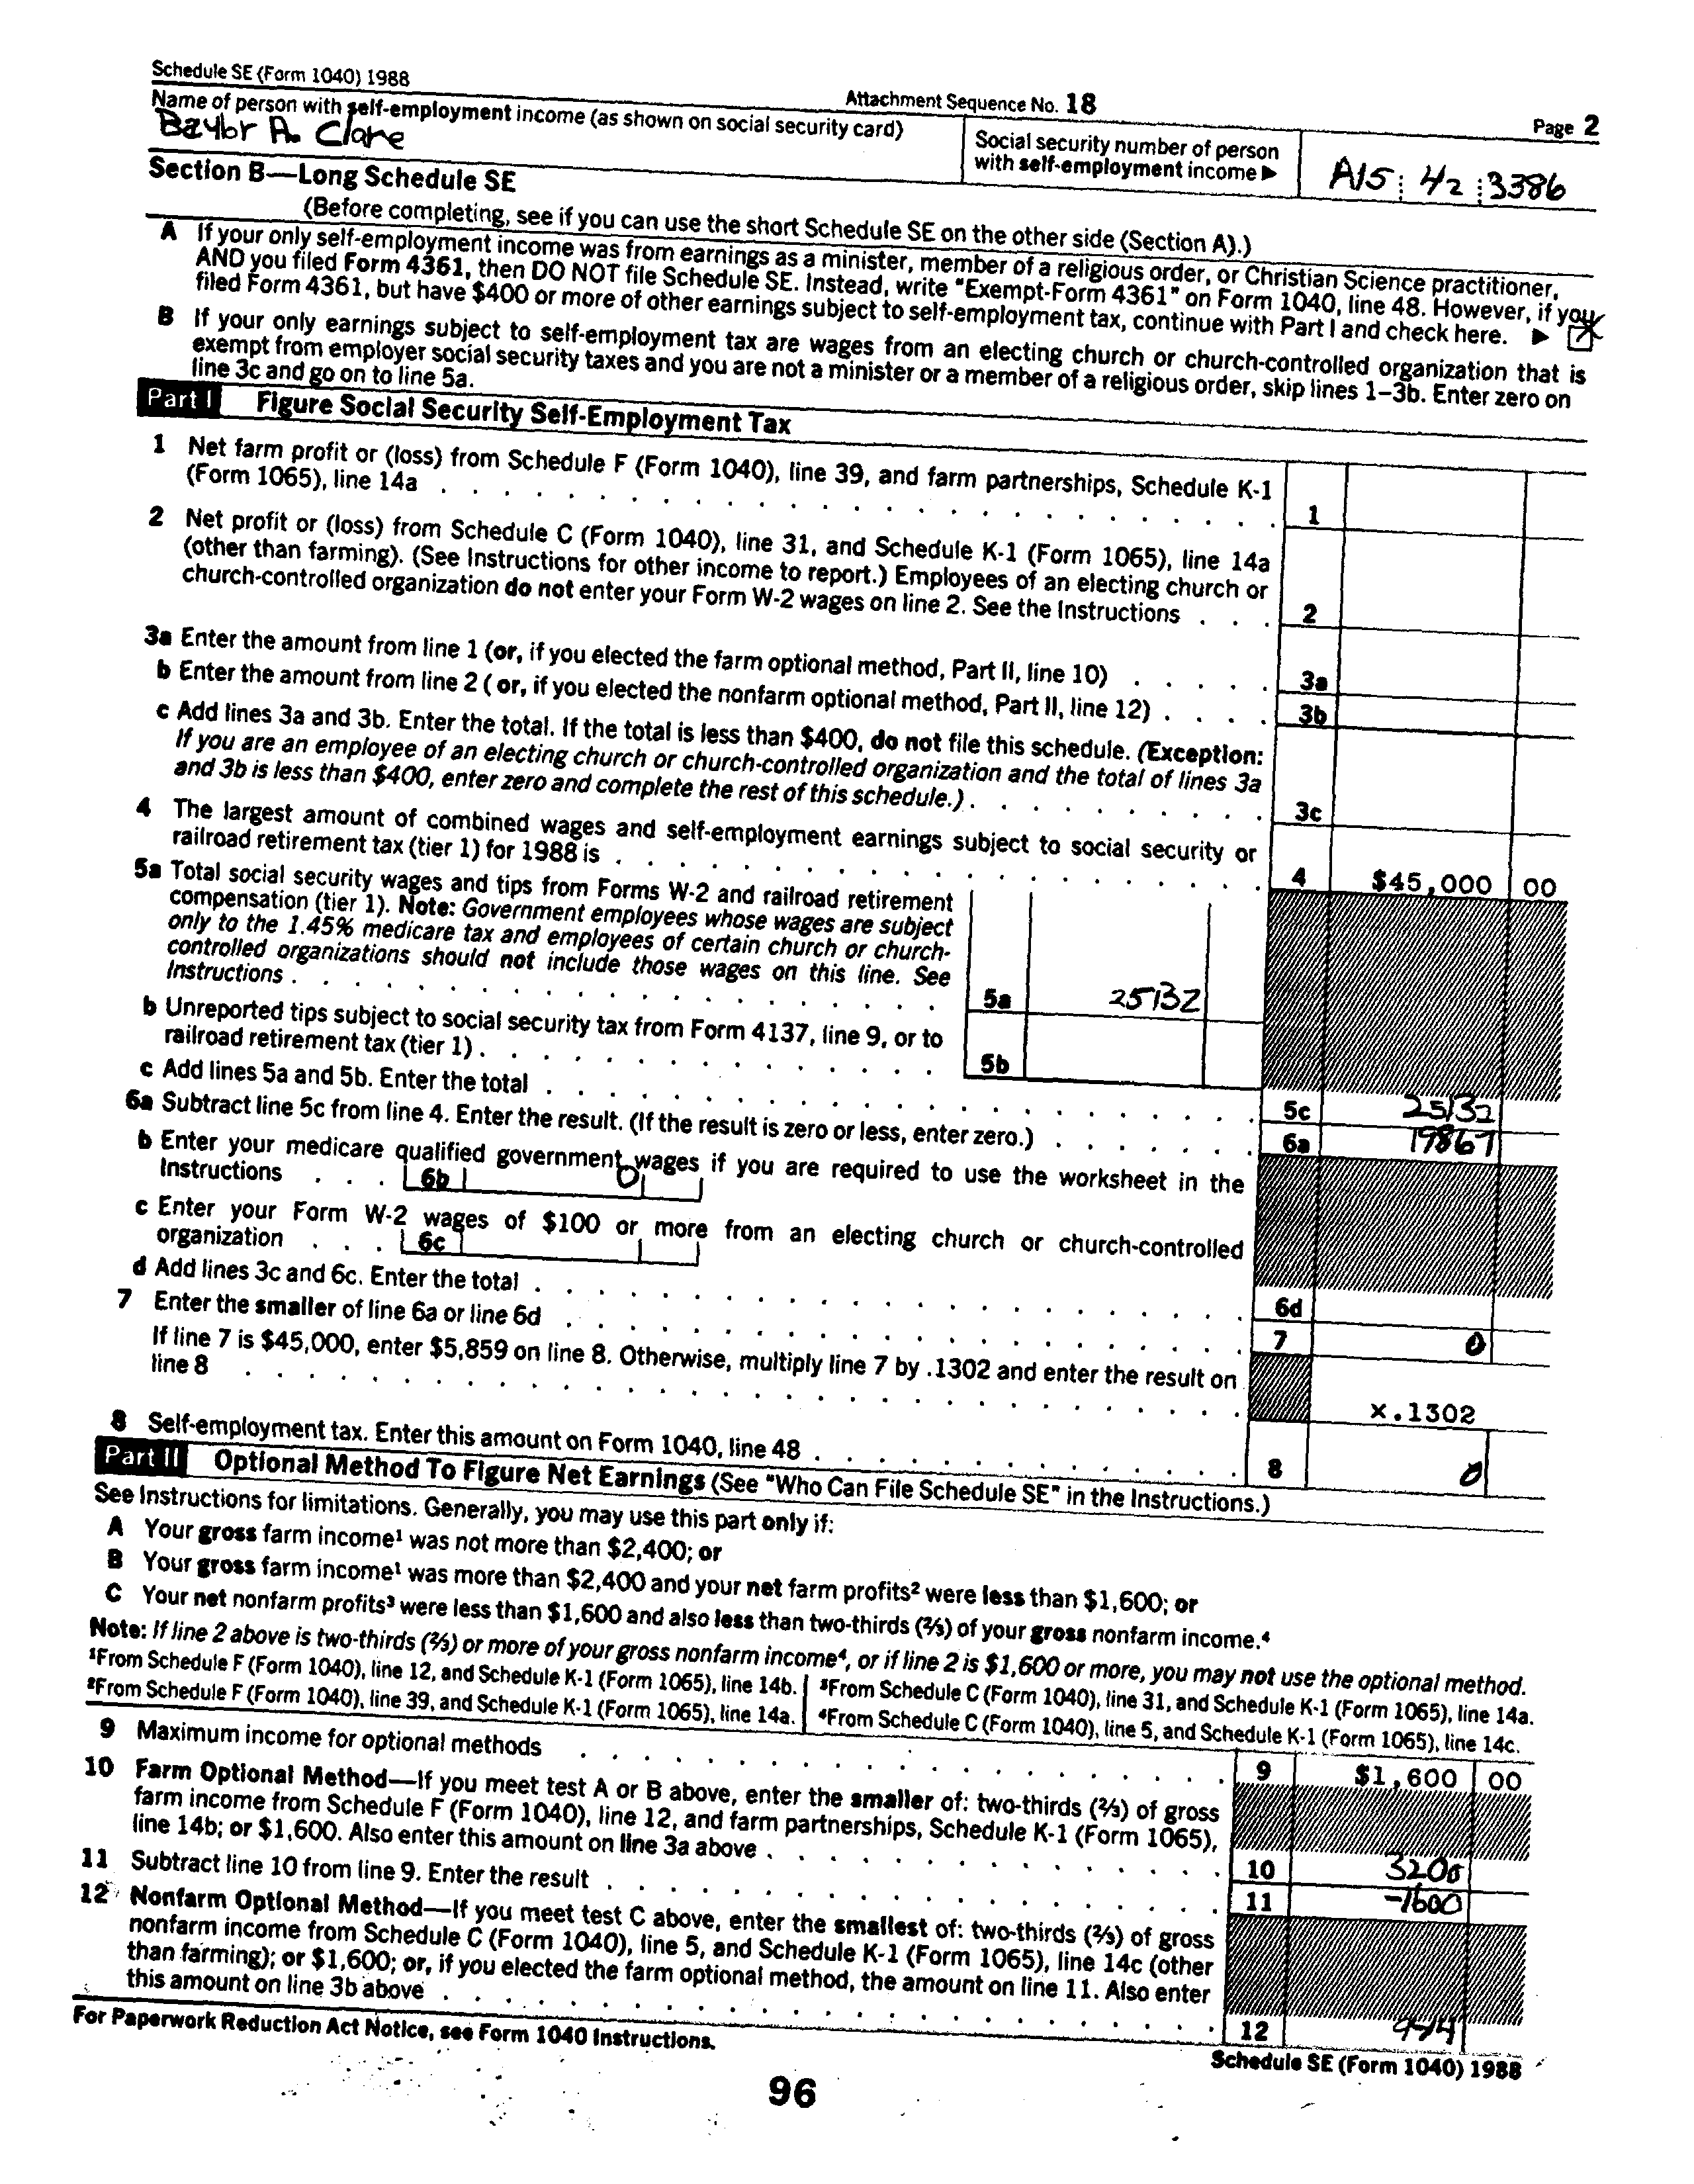 Schedule SE (Form 1040) 1988
Attachment Sequence No. 18
Page 2
Name of person with self-employment income (as shown on social security card)
Baylor A. Clare
Social security number of person
with self-employment income ▶
A15 42 3386
Section B—Long Schedule SE
(Before completing, see if you can use the short Schedule SE on the other side (Section A).)
A If your only self-employment income was from earnings as a minister, member of a religious order, or Christian Science practitioner,
AND you filed Form 4361, then DO NOT file Schedule SE. Instead, write "Exempt-Form 4361" on Form 1040, line 48. However, if you
filed Form 4361, but have $400 or more of other earnings subject to self-employment tax, continue with Part I and check here. ▶ X
B If your only earnings subject to self-employment tax are wages from an electing church or church-controlled organization that is
exempt from employer social security taxes and you are not a minister or a member of a religious order, skip lines 1–3b. Enter zero on
line 3c and go on to line 5a.
Part I Figure Social Security Self-Employment Tax
1 Net farm profit or (loss) from Schedule F (Form 1040), line 39, and farm partnerships, Schedule K-1
(Form 1065), line 14a . . . 1
2 Net profit or (loss) from Schedule C (Form 1040), line 31, and Schedule K-1 (Form 1065), line 14a
(other than farming). (See Instructions for other income to report.) Employees of an electing church or
church-controlled organization do not enter your Form W-2 wages on line 2. See the Instructions . . . 2
3a Enter the amount from line 1 (or, if you elected the farm optional method, Part II, line 10) . . . 3a
b Enter the amount from line 2 ( or, if you elected the nonfarm optional method, Part II, line 12) . . . 3b
c Add lines 3a and 3b. Enter the total. If the total is less than $400, do not file this schedule. (Exception:
If you are an employee of an electing church or church-controlled organization and the total of lines 3a
and 3b is less than $400, enter zero and complete the rest of this schedule.) . . . 3c
4 The largest amount of combined wages and self-employment earnings subject to social security or
railroad retirement tax (tier 1) for 1988 is . . . 4 $45,000 00
5a Total social security wages and tips from Forms W-2 and railroad retirement
compensation (tier 1). Note: Government employees whose wages are subject
only to the 1.45% medicare tax and employees of certain church or church-
controlled organizations should not include those wages on this line. See
Instructions . . . 5a 25132
b Unreported tips subject to social security tax from Form 4137, line 9, or to
railroad retirement tax (tier 1) . . . 5b
c Add lines 5a and 5b. Enter the total . . . 5c 25132
6a Subtract line 5c from line 4. Enter the result. (If the result is zero or less, enter zero.) . . . 6a 19867
b Enter your medicare qualified government wages if you are required to use the worksheet in the
Instructions . . . 6b 0
c Enter your Form W-2 wages of $100 or more from an electing church or church-controlled
organization . . . 6c
d Add lines 3c and 6c. Enter the total . . . 6d
7 Enter the smaller of line 6a or line 6d . . . 7 0
If line 7 is $45,000, enter $5,859 on line 8. Otherwise, multiply line 7 by .1302 and enter the result on
line 8 . . . x.1302
8 Self-employment tax. Enter this amount on Form 1040, line 48 . . . 8 0
Part II Optional Method To Figure Net Earnings (See "Who Can File Schedule SE" in the Instructions.)
See Instructions for limitations. Generally, you may use this part only if:
A Your gross farm income¹ was not more than $2,400; or
B Your gross farm income¹ was more than $2,400 and your net farm profits² were less than $1,600; or
C Your net nonfarm profits³ were less than $1,600 and also less than two-thirds (⅔) of your gross nonfarm income.⁴
Note: If line 2 above is two-thirds (⅔) or more of your gross nonfarm income⁴, or if line 2 is $1,600 or more, you may not use the optional method.
¹From Schedule F (Form 1040), line 12, and Schedule K-1 (Form 1065), line 14b.
²From Schedule F (Form 1040), line 39, and Schedule K-1 (Form 1065), line 14a.
³From Schedule C (Form 1040), line 31, and Schedule K-1 (Form 1065), line 14a.
⁴From Schedule C (Form 1040), line 5, and Schedule K-1 (Form 1065), line 14c.
9 Maximum income for optional methods . . . 9 $1,600 00
10 Farm Optional Method—If you meet test A or B above, enter the smaller of: two-thirds (⅔) of gross
farm income from Schedule F (Form 1040), line 12, and farm partnerships, Schedule K-1 (Form 1065),
line 14b; or $1,600. Also enter this amount on line 3a above . . . 10 3200
11 Subtract line 10 from line 9. Enter the result . . . 11 -1600
12 Nonfarm Optional Method—If you meet test C above, enter the smallest of: two-thirds (⅔) of gross
nonfarm income from Schedule C (Form 1040), line 5, and Schedule K-1 (Form 1065), line 14c (other
than farming); or $1,600; or, if you elected the farm optional method, the amount on line 11. Also enter
this amount on line 3b above . . . 12
For Paperwork Reduction Act Notice, see Form 1040 Instructions.
Schedule SE (Form 1040) 1988
96